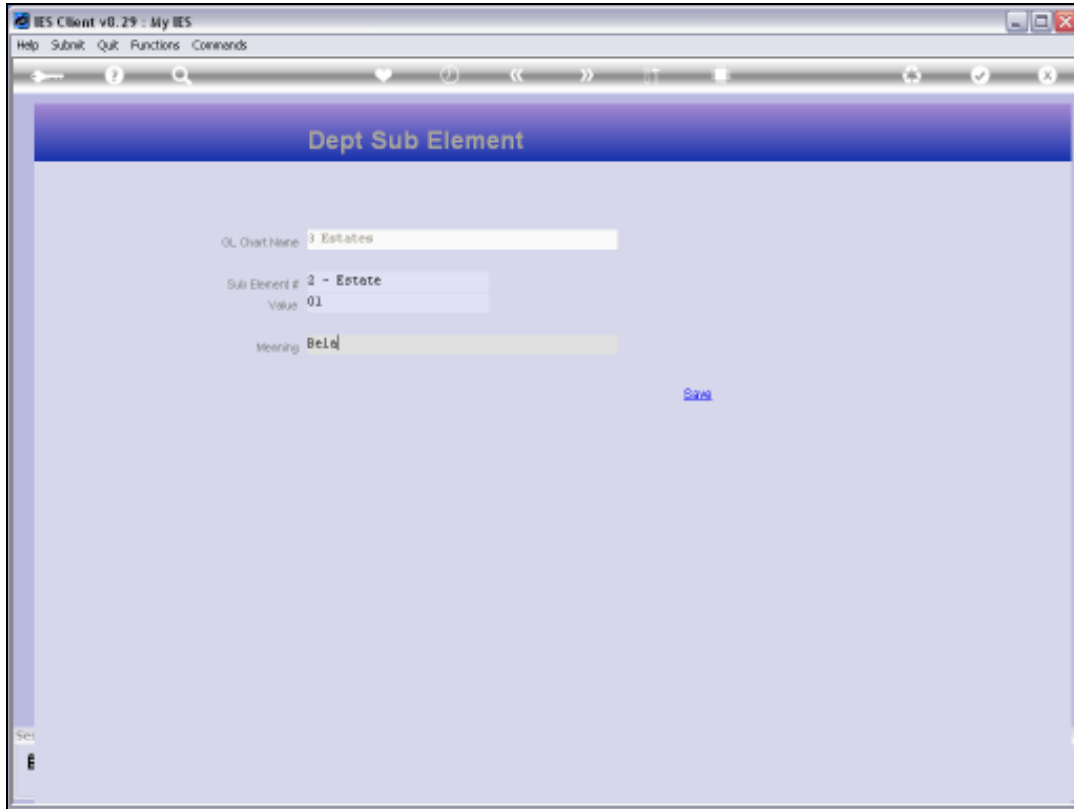 IES Client v8.29 : My IES
Help Submit Quit Functions Commands
Dept Sub Element
GL Chart Name 3 Estates
Sub Element # 2 - Estate
Value 01
Meaning Bela
Save